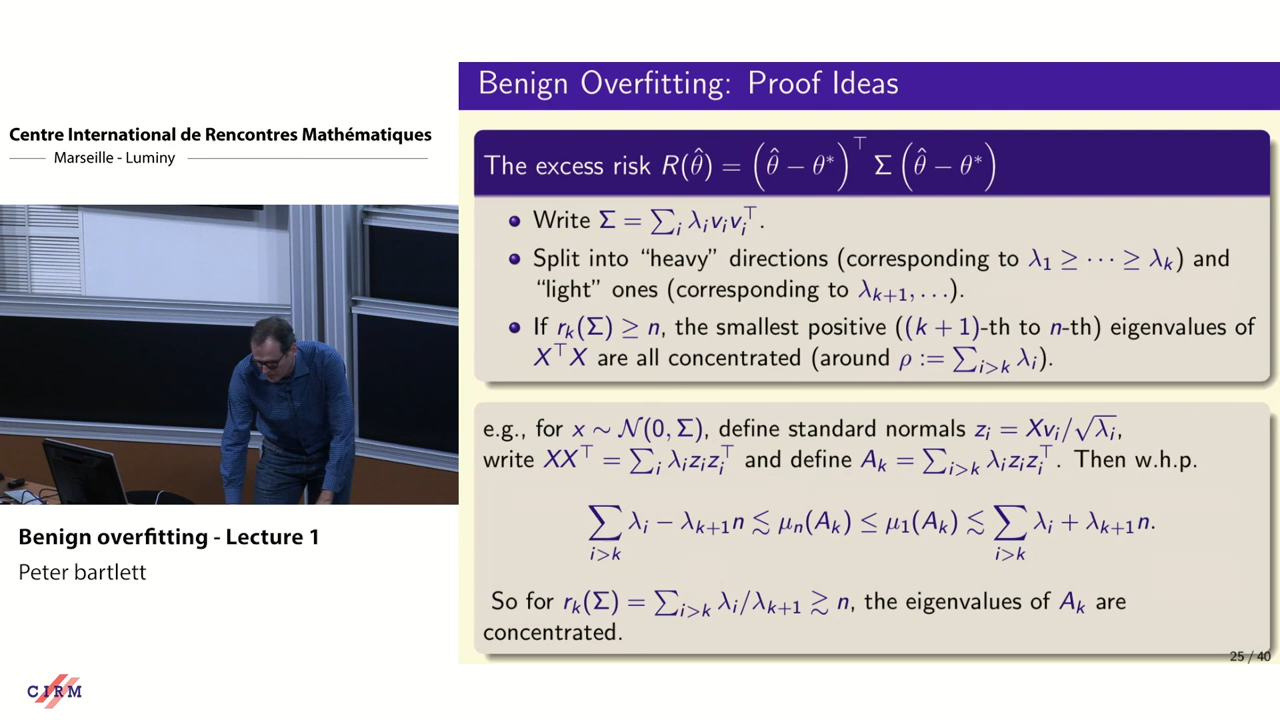 Centre International de Rencontres Mathématiques
Marseille - Luminy
Benign overfitting - Lecture 1
Peter bartlett
CIRM
Benign Overfitting: Proof Ideas
The excess risk R(θ̂) = (θ̂ − θ*)^⊤ Σ (θ̂ − θ*)
Write Σ = ∑_i λ_i v_i v_i^⊤.
Split into “heavy” directions (corresponding to λ_1 ≥ ··· ≥ λ_k) and
“light” ones (corresponding to λ_{k+1}, …).
If r_k(Σ) ≥ n, the smallest positive ((k + 1)-th to n-th) eigenvalues of
X^⊤X are all concentrated (around ρ := ∑_{i>k} λ_i).
e.g., for x ∼ 𝒩(0, Σ), define standard normals z_i = Xv_i/√λ_i,
write XX^⊤ = ∑_i λ_i z_i z_i^⊤ and define A_k = ∑_{i>k} λ_i z_i z_i^⊤. Then w.h.p.
∑_{i>k} λ_i − λ_{k+1}n ≲ μ_n(A_k) ≤ μ_1(A_k) ≲ ∑_{i>k} λ_i + λ_{k+1}n.
So for r_k(Σ) = ∑_{i>k} λ_i/λ_{k+1} ≳ n, the eigenvalues of A_k are
concentrated.
25 / 40